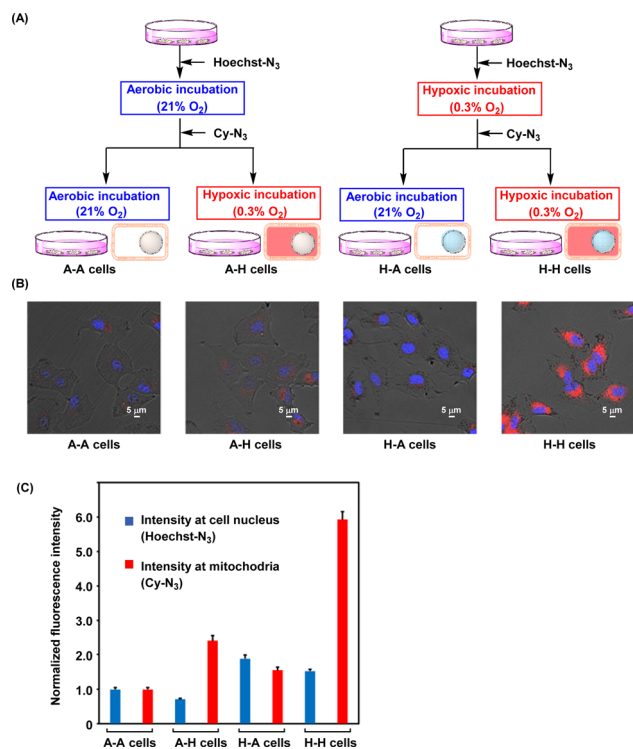 (A)
Hoechst-N3
Hoechst-N3
Aerobic incubation
(21% O2)
Hypoxic incubation
(0.3% O2)
Cy-N3
Cy-N3
Aerobic incubation
(21% O2)
Hypoxic incubation
(0.3% O2)
Aerobic incubation
(21% O2)
Hypoxic incubation
(0.3% O2)
A-A cells
A-H cells
H-A cells
H-H cells
(B)
5 μm
5 μm
5 μm
5 μm
A-A cells
A-H cells
H-A cells
H-H cells
(C)
Normalized fluorescence intensity
6.0
5.0
4.0
3.0
2.0
1.0
0
Intensity at cell nucleus
(Hoechst-N3)
Intensity at mitochodria
(Cy-N3)
A-A cells
A-H cells
H-A cells
H-H cells